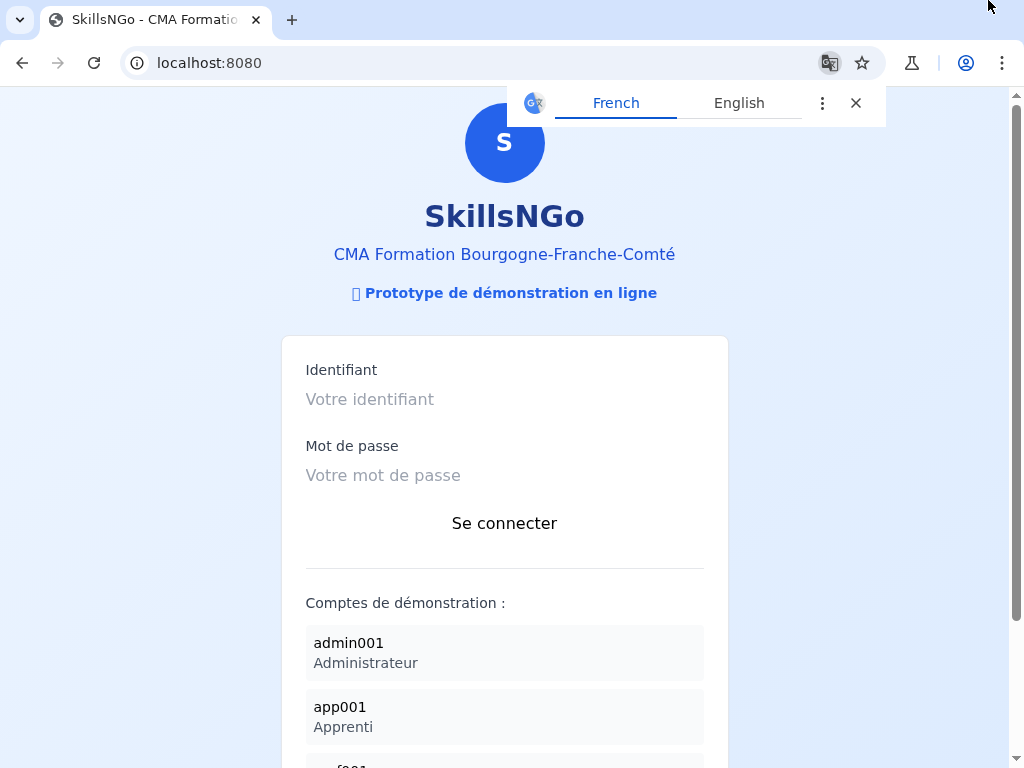 SkillsNGo - CMA Formatio
localhost:8080
French
English
S
SkillsNGo
CMA Formation Bourgogne-Franche-Comté
Prototype de démonstration en ligne
Identifiant
Votre identifiant
Mot de passe
Votre mot de passe
Se connecter
Comptes de démonstration :
admin001
Administrateur
app001
Apprenti